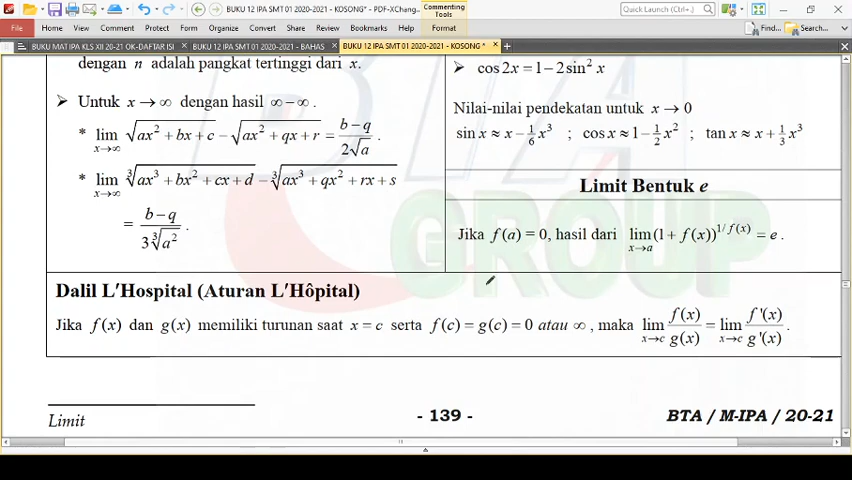 BUKU 12 IPA SMT 01 2020-2021 - KOSONG* - PDF-XChang
Commenting Tools
Quick Launch (Ctrl+.)
File Home Convert Edit Organize Comment View Form Protect Share Bookmarks Help Format
Find...
Search...
BUKU MAT IPA KLS XII 20-21 OK-DAFTAR ISI
BUKU 12 IPA SMT 01 2020-2021 - BAHAS
BUKU 12 IPA SMT 01 2020-2021 - KOSONG *
dengan n adalah pangkat tertinggi dari x.
➢ Untuk x → ∞ dengan hasil ∞ − ∞ .
* lim x→∞ √(ax² + bx + c) − √(ax² + qx + r) = (b − q)/(2√a) .
* lim x→∞ ∛(ax³ + bx² + cx + d) − ∛(ax³ + qx² + rx + s)
= (b − q)/(3∛a²) .
➢ cos 2x = 1 − 2 sin² x
Nilai-nilai pendekatan untuk x → 0
sin x ≈ x − 1/6 x³ ; cos x ≈ 1 − 1/2 x² ; tan x ≈ x + 1/3 x³
Limit Bentuk e
Jika f(a) = 0, hasil dari lim x→a (1 + f(x))^1/f(x) = e .
Dalil L′Hospital (Aturan L′Hôpital)
Jika f(x) dan g(x) memiliki turunan saat x = c serta f(c) = g(c) = 0 atau ∞ , maka lim x→c f(x)/g(x) = lim x→c f'(x)/g'(x) .
Limit
- 139 -
BTA / M-IPA / 20-21
BTA
GROUP